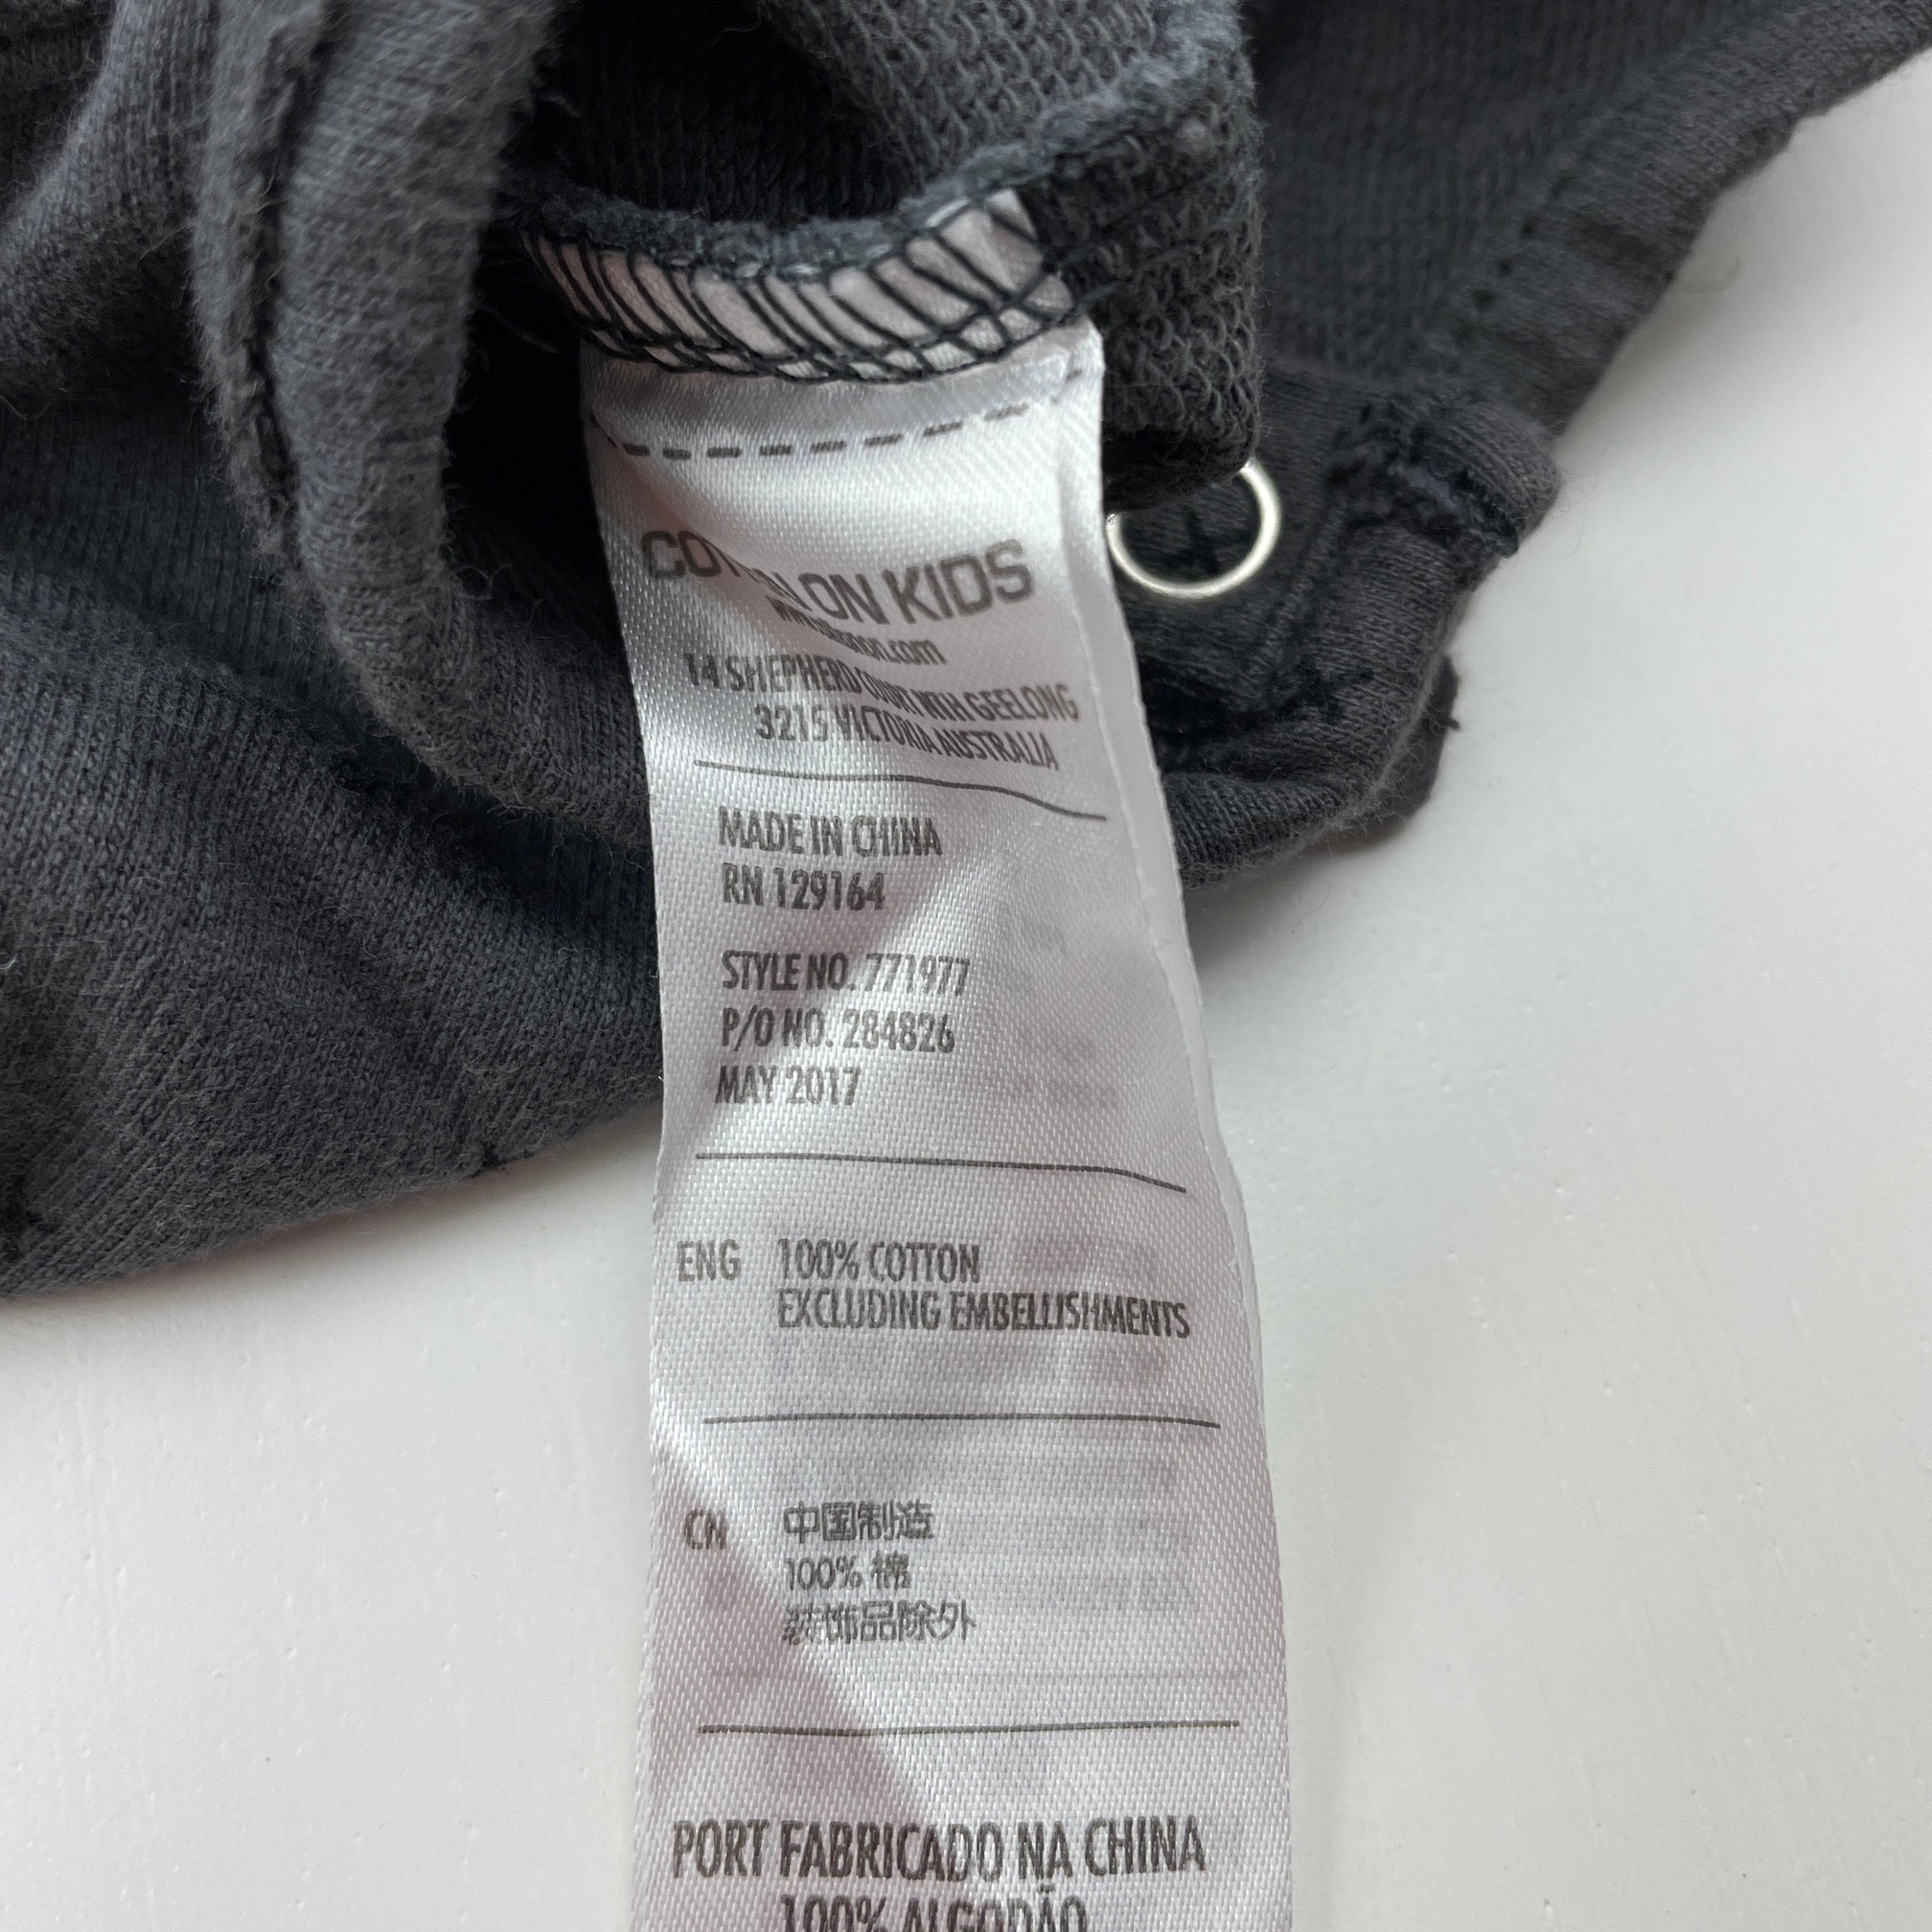 KIDS
14 SHEPHERD COURT NTH GEELONG
3215 VICTORIA AUSTRALIA
MADE IN CHINA
RN 129164
STYLE NO. 771977
P/O NO. 284826
MAY 2017
ENG 100% COTTON
EXCLUDING EMBELLISHMENTS
CN 中国制造
100% 棉
装饰品除外
PORT FABRICADO NA CHINA
100% ALGODÃO